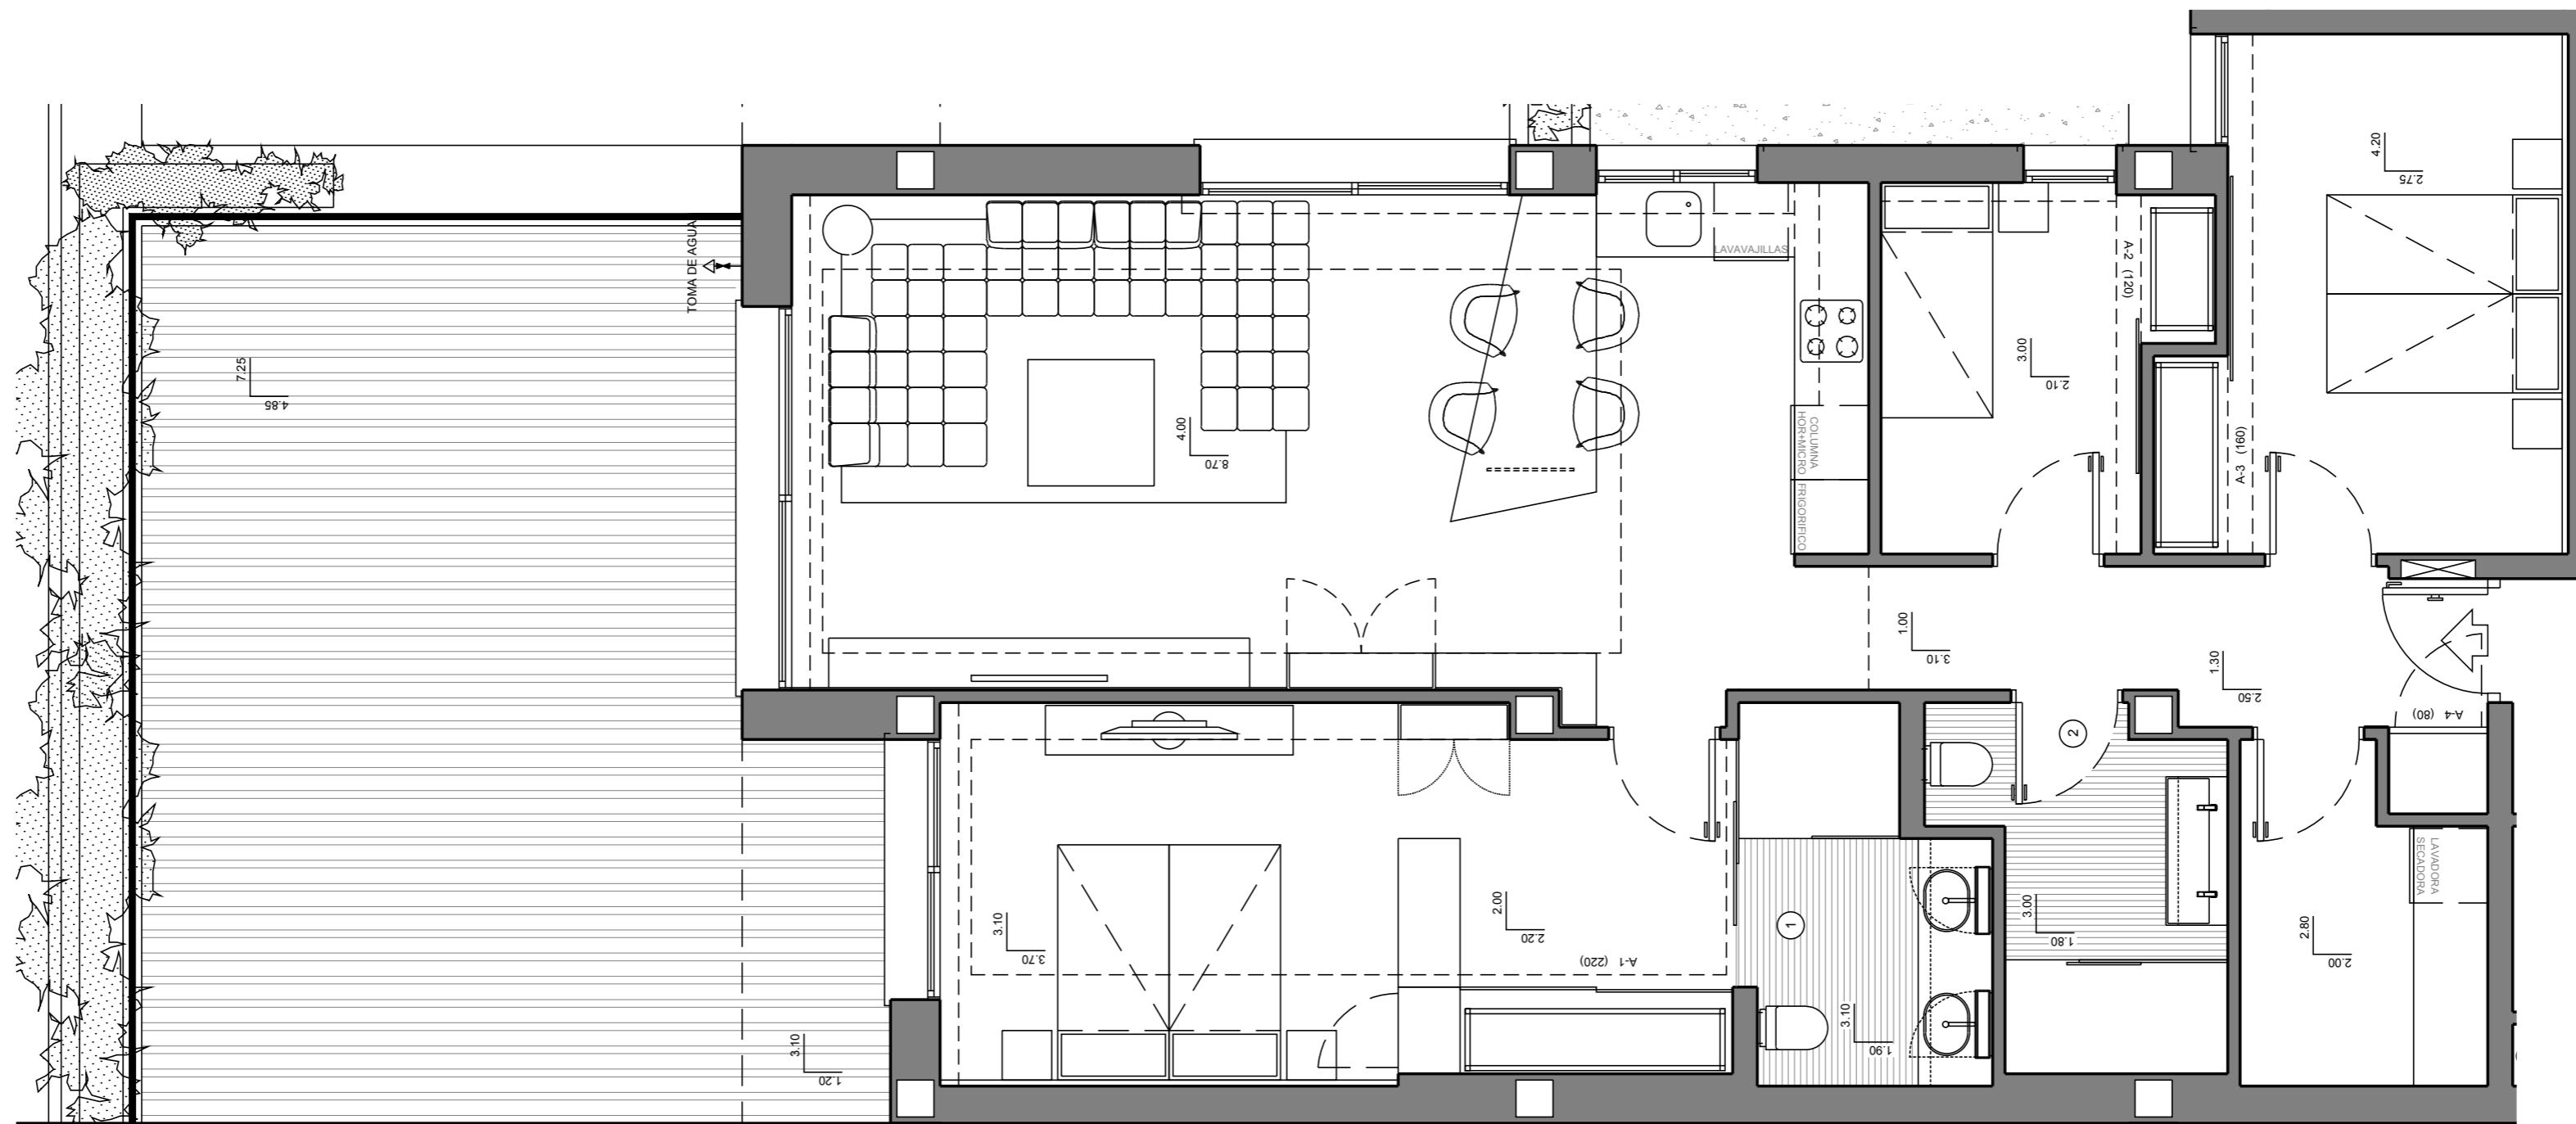 TOMA DE AGUA
7.25
4.85
4.00
8.70
LAVAVAJILLAS
COLUMNA
HOR+MICRO
FRIGORIFICO
3.00
2.10
A-2 (120)
A-3 (160)
4.20
2.75
1.00
3.10
1.30
2.50
A-4 (80)
2
1
3.10
3.70
2.00
2.20
A-1 (220)
3.10
1.90
3.00
1.80
LAVADORA
SECADORA
2.80
2.00
3.10
1.20